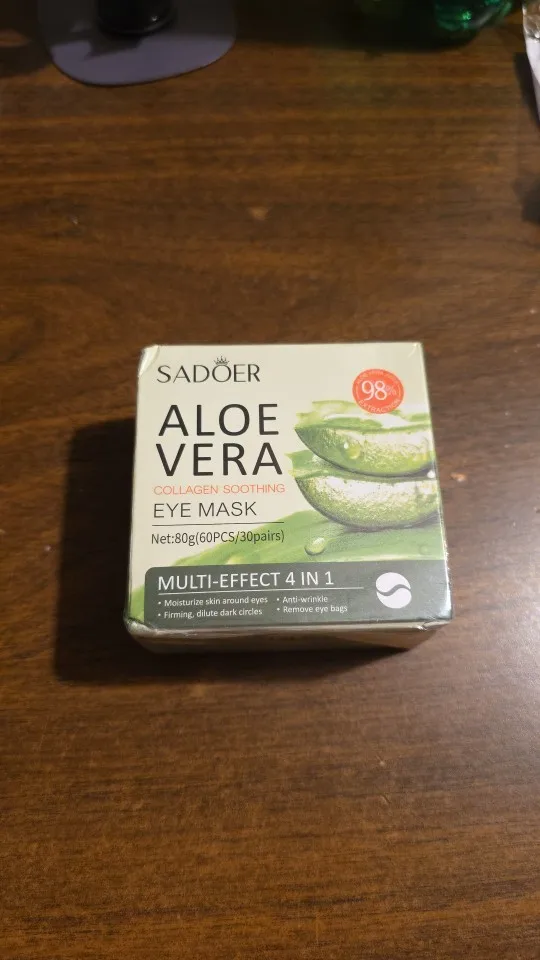 SADOER
98%
EXTRACTION
ALOE
VERA
COLLAGEN SOOTHING
EYE MASK
Net:80g(60PCS/30pairs)
MULTI-EFFECT 4 IN 1
• Moisturize skin around eyes • Anti-wrinkle
• Firming, dilute dark circles • Remove eye bags